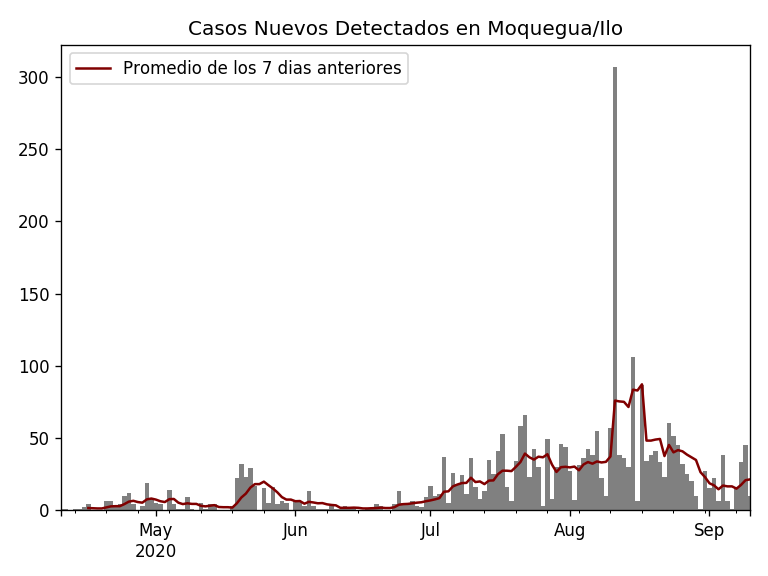 Casos Nuevos Detectados en Moquegua/Ilo
Promedio de los 7 dias anteriores
300
250
200
150
100
50
0
May Jun Jul Aug Sep
2020